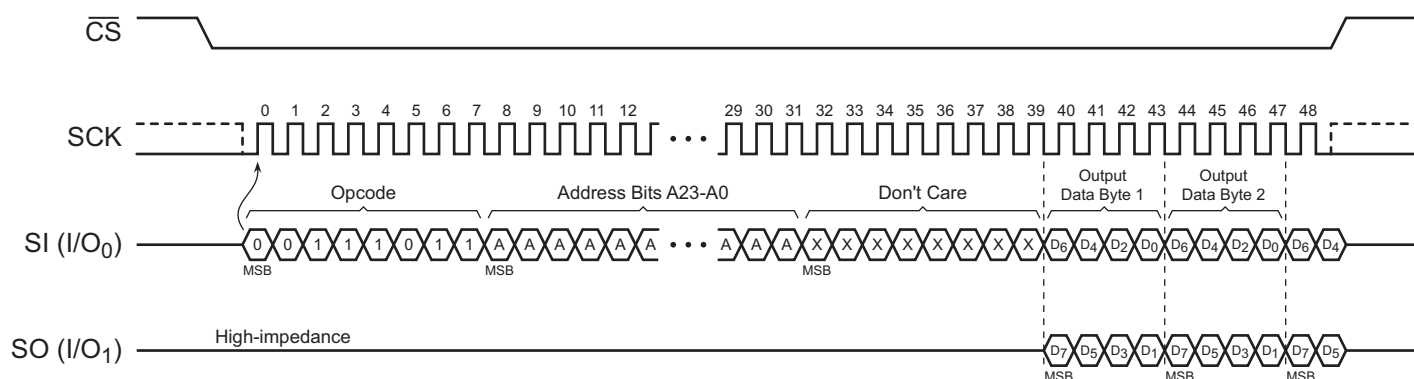 CS
0 1 2 3 4 5 6 7 8 9 10 11 12 29 30 31 32 33 34 35 36 37 38 39 40 41 42 43 44 45 46 47 48
SCK
Opcode Address Bits A23-A0 Don't Care Output Data Byte 1 Output Data Byte 2
SI (I/O0) 0 0 1 1 1 0 1 1 A A A A A A A A A X X X X X X X X D6 D4 D2 D0 D6 D4 D2 D0 D6 D4
MSB MSB MSB
High-impedance
SO (I/O1) D7 D5 D3 D1 D7 D5 D3 D1 D7 D5
MSB MSB MSB